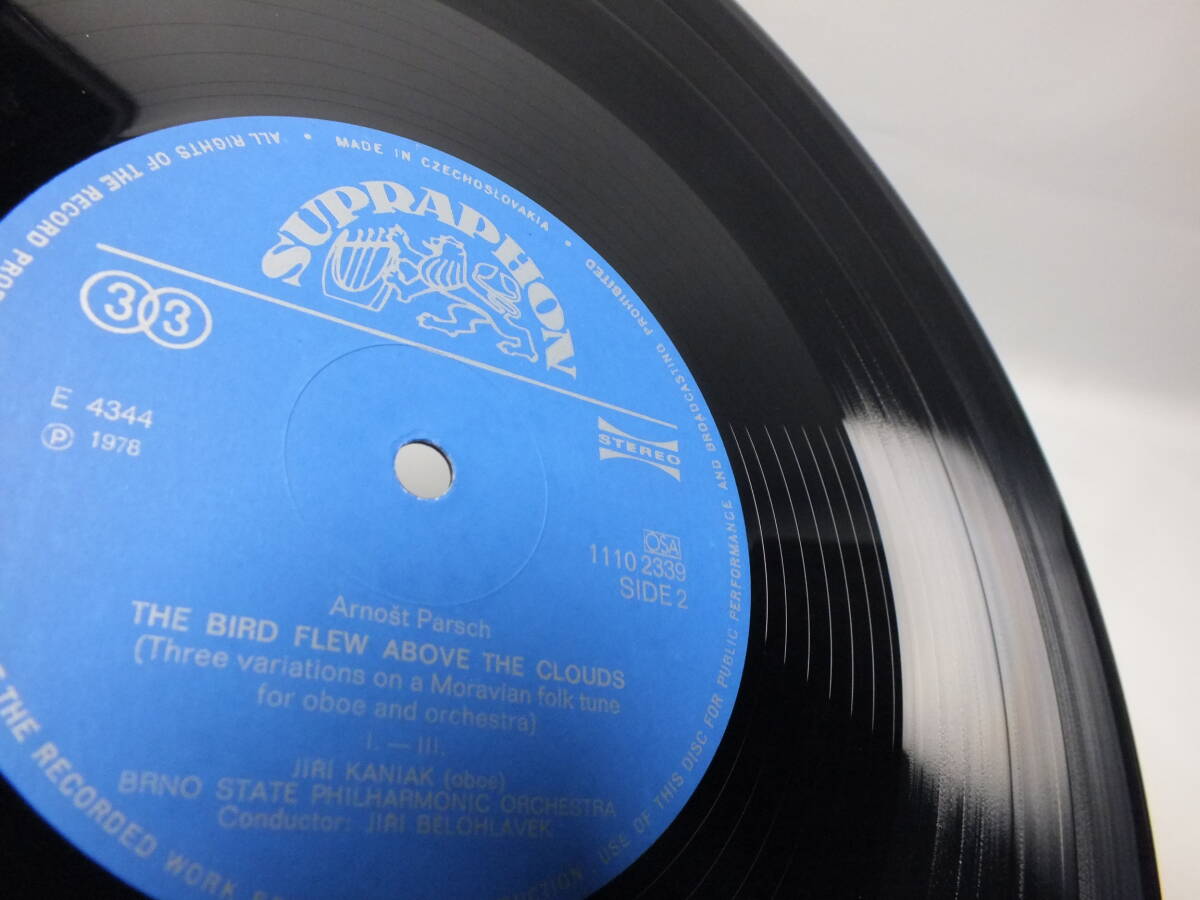 MADE IN CZECHOSLOVAKIA •
• ALL RIGHTS OF THE RECORD
THE RECORDED WORK
USE OF THIS DISC FOR PUBLIC PERFORMANCE AND BROADCASTING PROHIBITED
SUPRAPHON
33
STEREO
E 4344
Ⓟ 1978
OSA
1110 2339
SIDE 2
Arnošt Parsch
THE BIRD FLEW ABOVE THE CLOUDS
(Three variations on a Moravian folk tune
for oboe and orchestra)
I. — III.
JIŘÍ KANIAK (oboe)
BRNO STATE PHILHARMONIC ORCHESTRA
Conductor: JIŘÍ BĚLOHLÁVEK